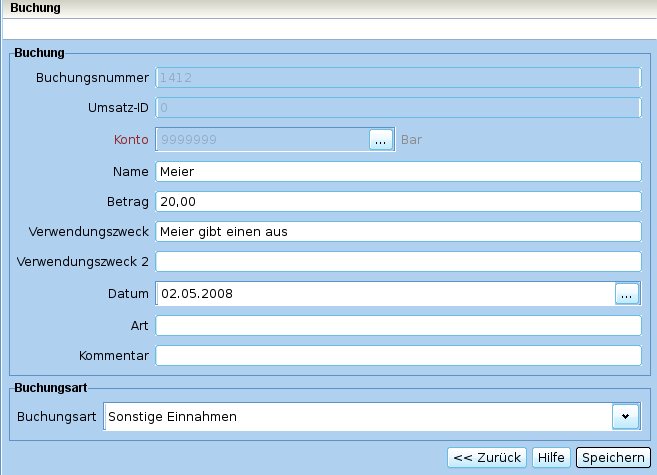 Buchung
Buchung
Buchungsnummer 1412
Umsatz-ID 0
Konto 9999999 ... Bar
Name Meier
Betrag 20,00
Verwendungszweck Meier gibt einen aus
Verwendungszweck 2
Datum 02.05.2008 ...
Art
Kommentar
Buchungsart
Buchungsart Sonstige Einnahmen
<< Zurück Hilfe Speichern